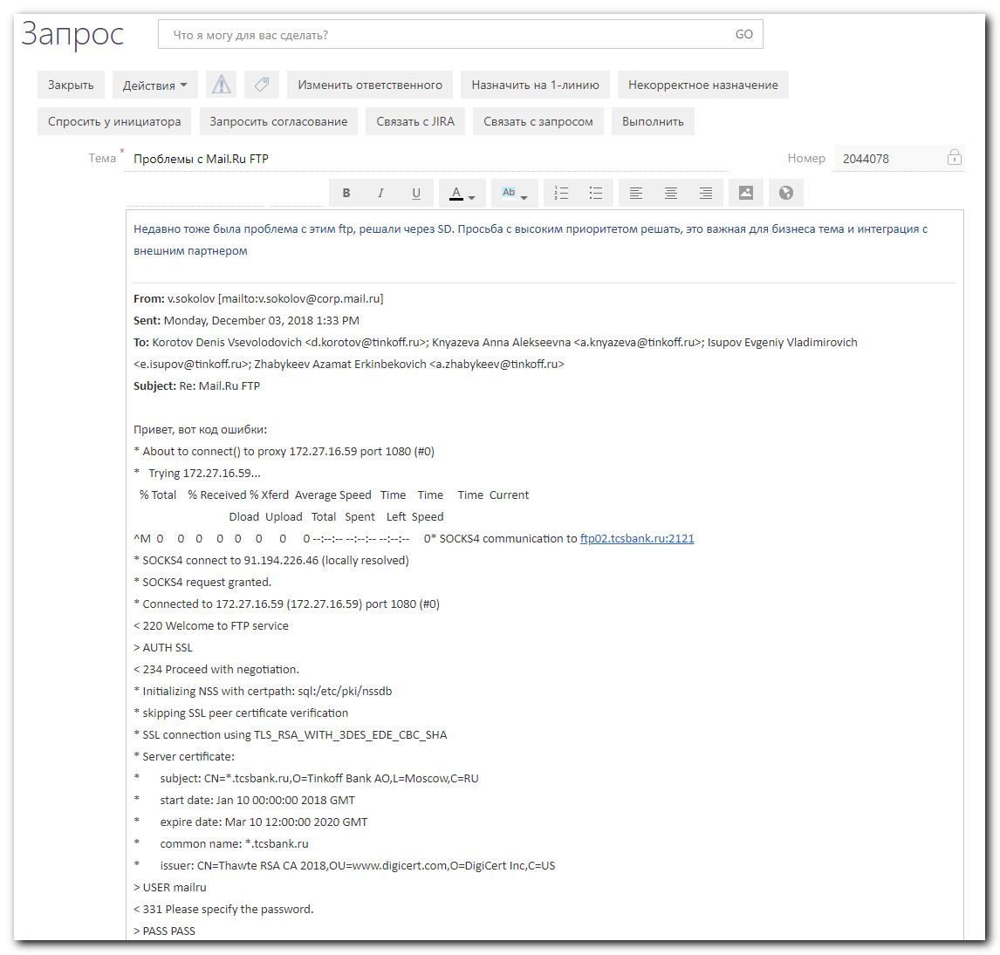 Запрос
Что я могу для вас сделать?
GO
Закрыть
Действия
Изменить ответственного
Назначить на 1-линию
Некорректное назначение
Спросить у инициатора
Запросить согласование
Связать с JIRA
Связать с запросом
Выполнить
Тема *
Проблемы с Mail.Ru FTP
Номер
2044078
B I U A Ab
Недавно тоже была проблема с этим ftp, решали через SD. Просьба с высоким приоритетом решать, это важная для бизнеса тема и интеграция с
внешним партнером
From: v.sokolov [mailto:v.sokolov@corp.mail.ru]
Sent: Monday, December 03, 2018 1:33 PM
To: Korotov Denis Vsevolodovich <d.korotov@tinkoff.ru>; Knyazeva Anna Alekseevna <a.knyazeva@tinkoff.ru>; Isupov Evgeniy Vladimirovich
<e.isupov@tinkoff.ru>; Zhabykeev Azamat Erkinbekovich <a.zhabykeev@tinkoff.ru>
Subject: Re: Mail.Ru FTP
Привет, вот код ошибки:
* About to connect() to proxy 172.27.16.59 port 1080 (#0)
* Trying 172.27.16.59...
% Total % Received % Xferd Average Speed Time Time Time Current
Dload Upload Total Spent Left Speed
^M 0 0 0 0 0 0 0 0 --:--:-- --:--:-- --:--:-- 0* SOCKS4 communication to ftp02.tcsbank.ru:2121
* SOCKS4 connect to 91.194.226.46 (locally resolved)
* SOCKS4 request granted.
* Connected to 172.27.16.59 (172.27.16.59) port 1080 (#0)
< 220 Welcome to FTP service
> AUTH SSL
< 234 Proceed with negotiation.
* Initializing NSS with certpath: sql:/etc/pki/nssdb
* skipping SSL peer certificate verification
* SSL connection using TLS_RSA_WITH_3DES_EDE_CBC_SHA
* Server certificate:
* subject: CN=*.tcsbank.ru,O=Tinkoff Bank AO,L=Moscow,C=RU
* start date: Jan 10 00:00:00 2018 GMT
* expire date: Mar 10 12:00:00 2020 GMT
* common name: *.tcsbank.ru
* issuer: CN=Thawte RSA CA 2018,OU=www.digicert.com,O=DigiCert Inc,C=US
> USER mailru
< 331 Please specify the password.
> PASS PASS